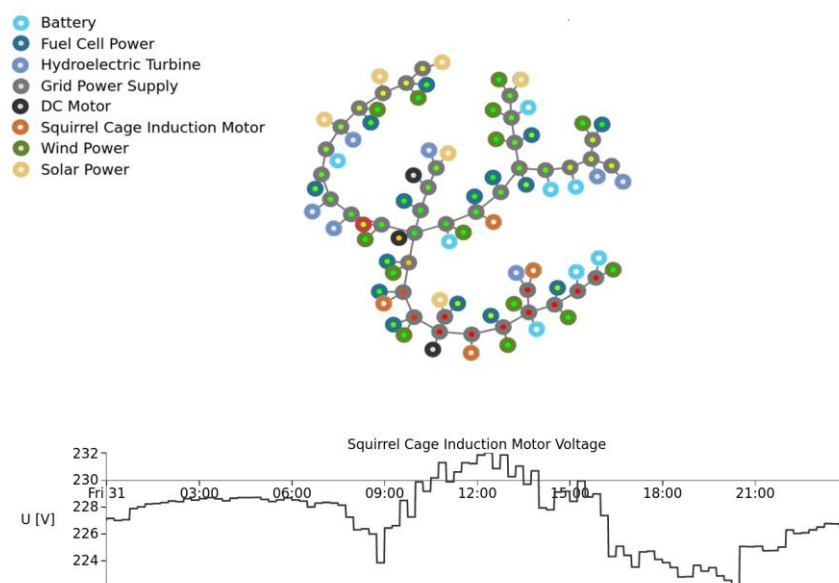 Battery
Fuel Cell Power
Hydroelectric Turbine
Grid Power Supply
DC Motor
Squirrel Cage Induction Motor
Wind Power
Solar Power
Squirrel Cage Induction Motor Voltage
232
230
Fri 31 03:00 06:00 09:00 12:00 15:00 18:00 21:00
228
U [V]
226
224